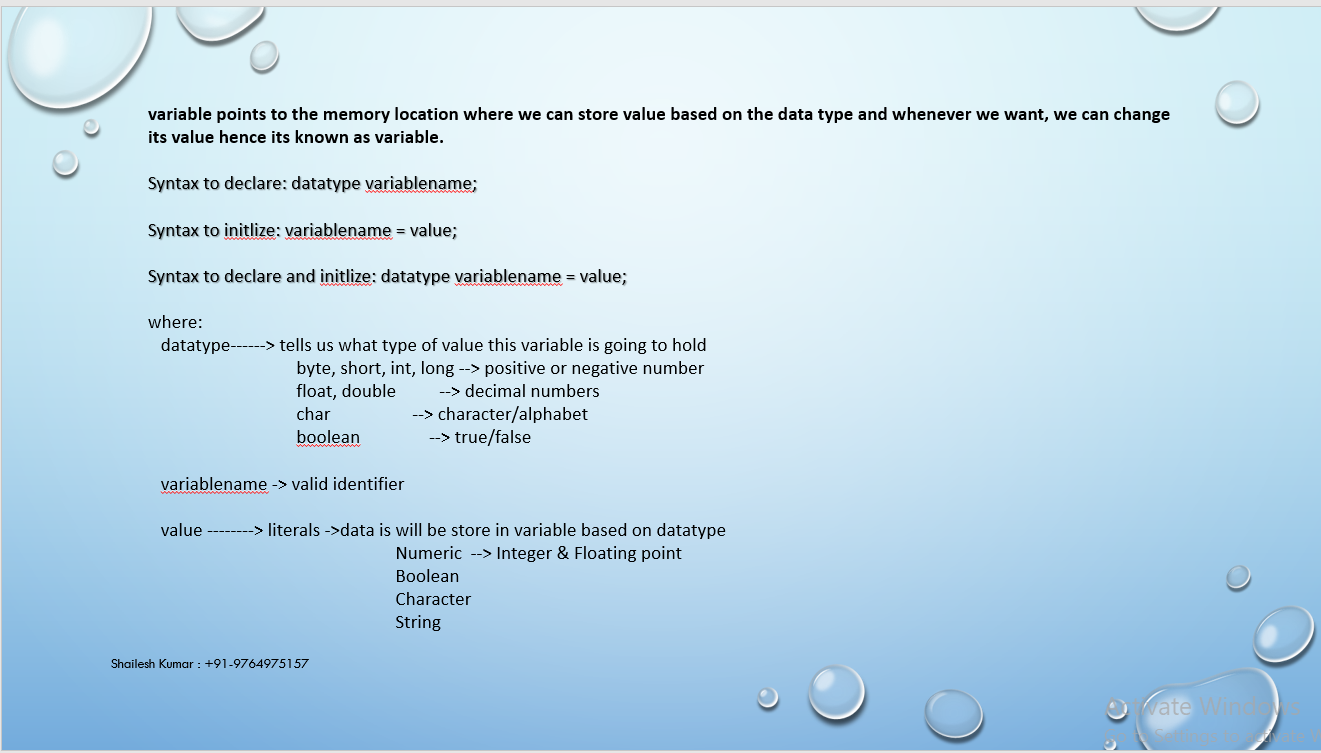 variable points to the memory location where we can store value based on the data type and whenever we want, we can change
its value hence its known as variable.
Syntax to declare: datatype variablename;
Syntax to initlize: variablename = value;
Syntax to declare and initlize: datatype variablename = value;
where:
datatype------> tells us what type of value this variable is going to hold
byte, short, int, long --> positive or negative number
float, double --> decimal numbers
char --> character/alphabet
boolean --> true/false
variablename -> valid identifier
value --------> literals ->data is will be store in variable based on datatype
Numeric --> Integer & Floating point
Boolean
Character
String
Shailesh Kumar : +91-9764975157
Activate Windows